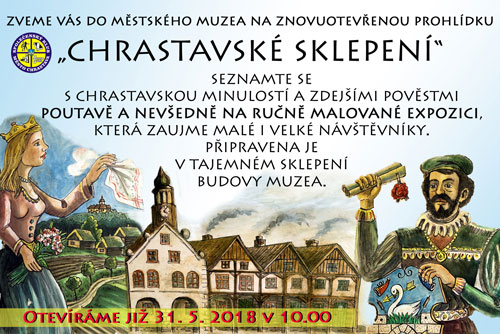 ZVEME VÁS DO MĚSTSKÉHO MUZEA NA ZNOVUOTEVŘENOU PROHLÍDKU
„CHRASTAVSKÉ SKLEPENÍ“
SEZNAMTE SE
S CHRASTAVSKOU MINULOSTÍ A ZDEJŠÍMI POVĚSTMI
POUTAVĚ A NEVŠEDNĚ NA RUČNĚ MALOVANÉ EXPOZICI,
KTERÁ ZAUJME MALÉ I VELKÉ NÁVŠTĚVNÍKY.
PŘIPRAVENA JE
V TAJEMNÉM SKLEPENÍ
BUDOVY MUZEA.
OTEVÍRÁME JIŽ 31. 5. 2018 V 10.00